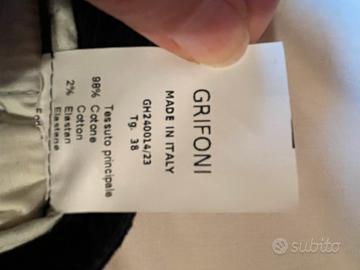 GRIFONI
MADE IN ITALY
GH240014/23
Tg. 38
Tessuto principale
98% Cotone
Cotton
2% Elastan
Elastane
subito